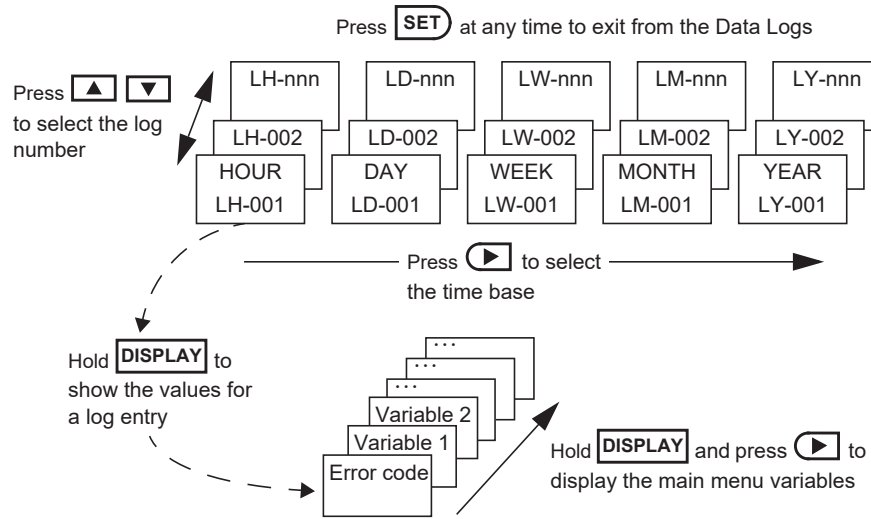 Press SET at any time to exit from the Data Logs
Press ▲ ▼
to select the log
number
LH-nnn LD-nnn LW-nnn LM-nnn LY-nnn
LH-002 LD-002 LW-002 LM-002 LY-002
HOUR DAY WEEK MONTH YEAR
LH-001 LD-001 LW-001 LM-001 LY-001
Press ▶ to select
the time base
Hold DISPLAY to
show the values for
a log entry
...
...
...
Variable 2
Variable 1
Error code
Hold DISPLAY and press ▶ to
display the main menu variables